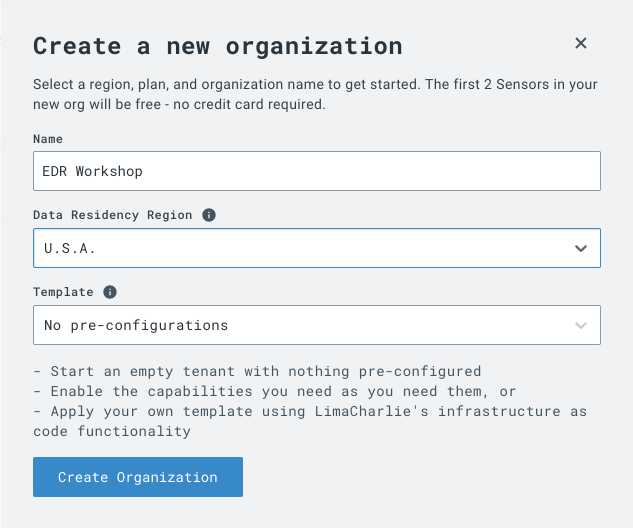 Create a new organization
Select a region, plan, and organization name to get started. The first 2 Sensors in your
new org will be free - no credit card required.
Name
EDR Workshop
Data Residency Region
U.S.A.
Template
No pre-configurations
- Start an empty tenant with nothing pre-configured
- Enable the capabilities you need as you need them, or
- Apply your own template using LimaCharlie's infrastructure as
code functionality
Create Organization